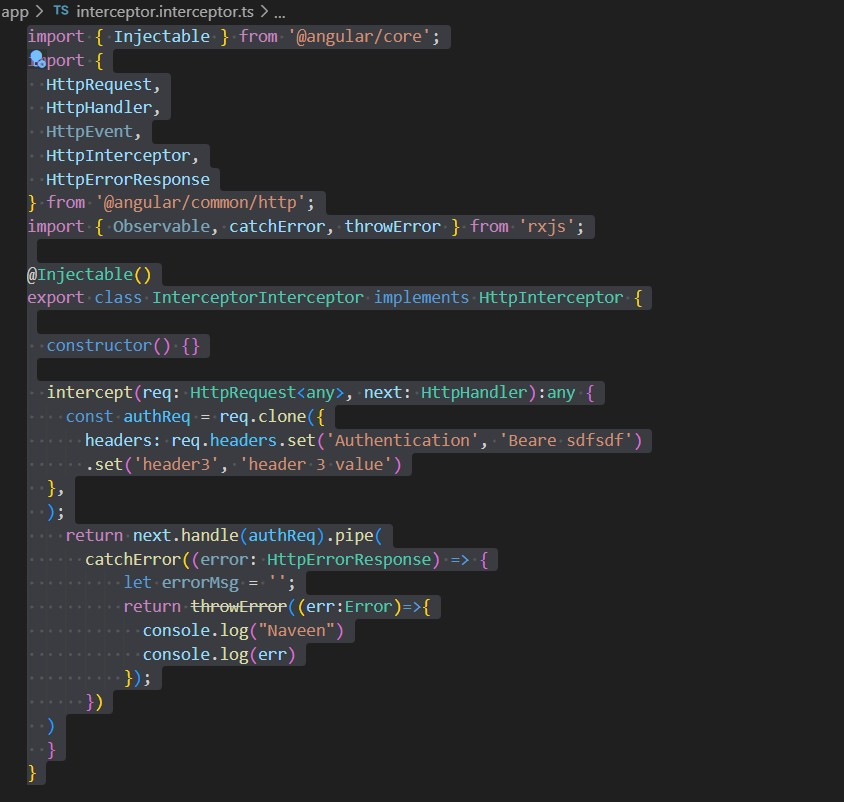 app > TS interceptor.interceptor.ts > ...
import { Injectable } from '@angular/core';
import {
  HttpRequest,
  HttpHandler,
  HttpEvent,
  HttpInterceptor,
  HttpErrorResponse
} from '@angular/common/http';
import { Observable, catchError, throwError } from 'rxjs';
@Injectable()
export class InterceptorInterceptor implements HttpInterceptor {
  constructor() {}
  intercept(req: HttpRequest<any>, next: HttpHandler):any {
    const authReq = req.clone({
      headers: req.headers.set('Authentication', 'Beare sdfsdf')
      .set('header3', 'header 3 value')
  },
  );
    return next.handle(authReq).pipe(
      catchError((error: HttpErrorResponse) => {
          let errorMsg = '';
          return throwError((err:Error)=>{
            console.log("Naveen")
            console.log(err)
          });
      })
  )
  }
}